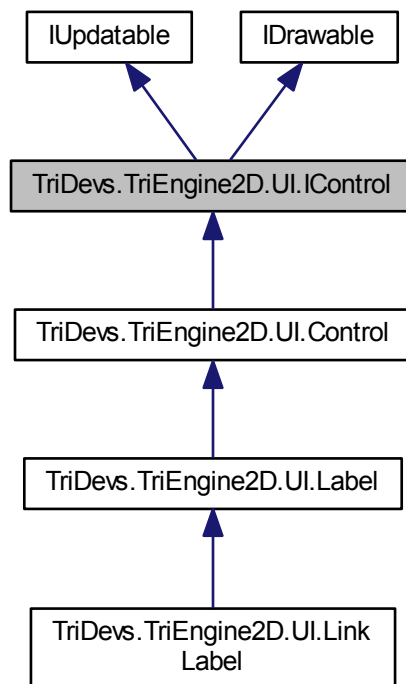 IUpdatable
IDrawable
TriDevs.TriEngine2D.UI.IControl
TriDevs.TriEngine2D.UI.Control
TriDevs.TriEngine2D.UI.Label
TriDevs.TriEngine2D.UI.Link
Label